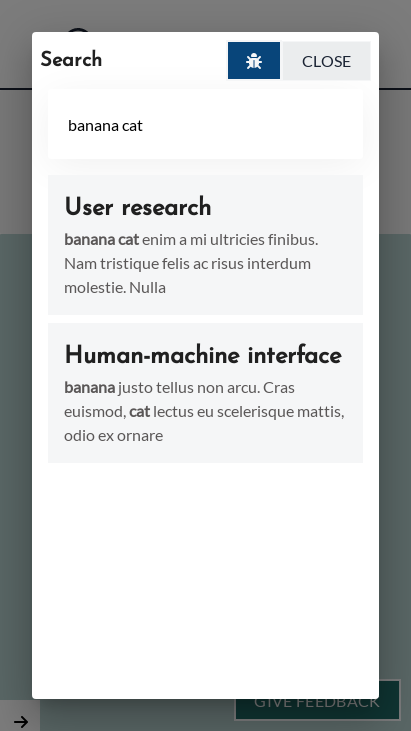 Search
CLOSE
banana cat
User research
banana cat enim a mi ultricies finibus.
Nam tristique felis ac risus interdum
molestie. Nulla
Human-machine interface
banana justo tellus non arcu. Cras
euismod, cat lectus eu scelerisque mattis,
odio ex ornare
GIVE FEEDBACK